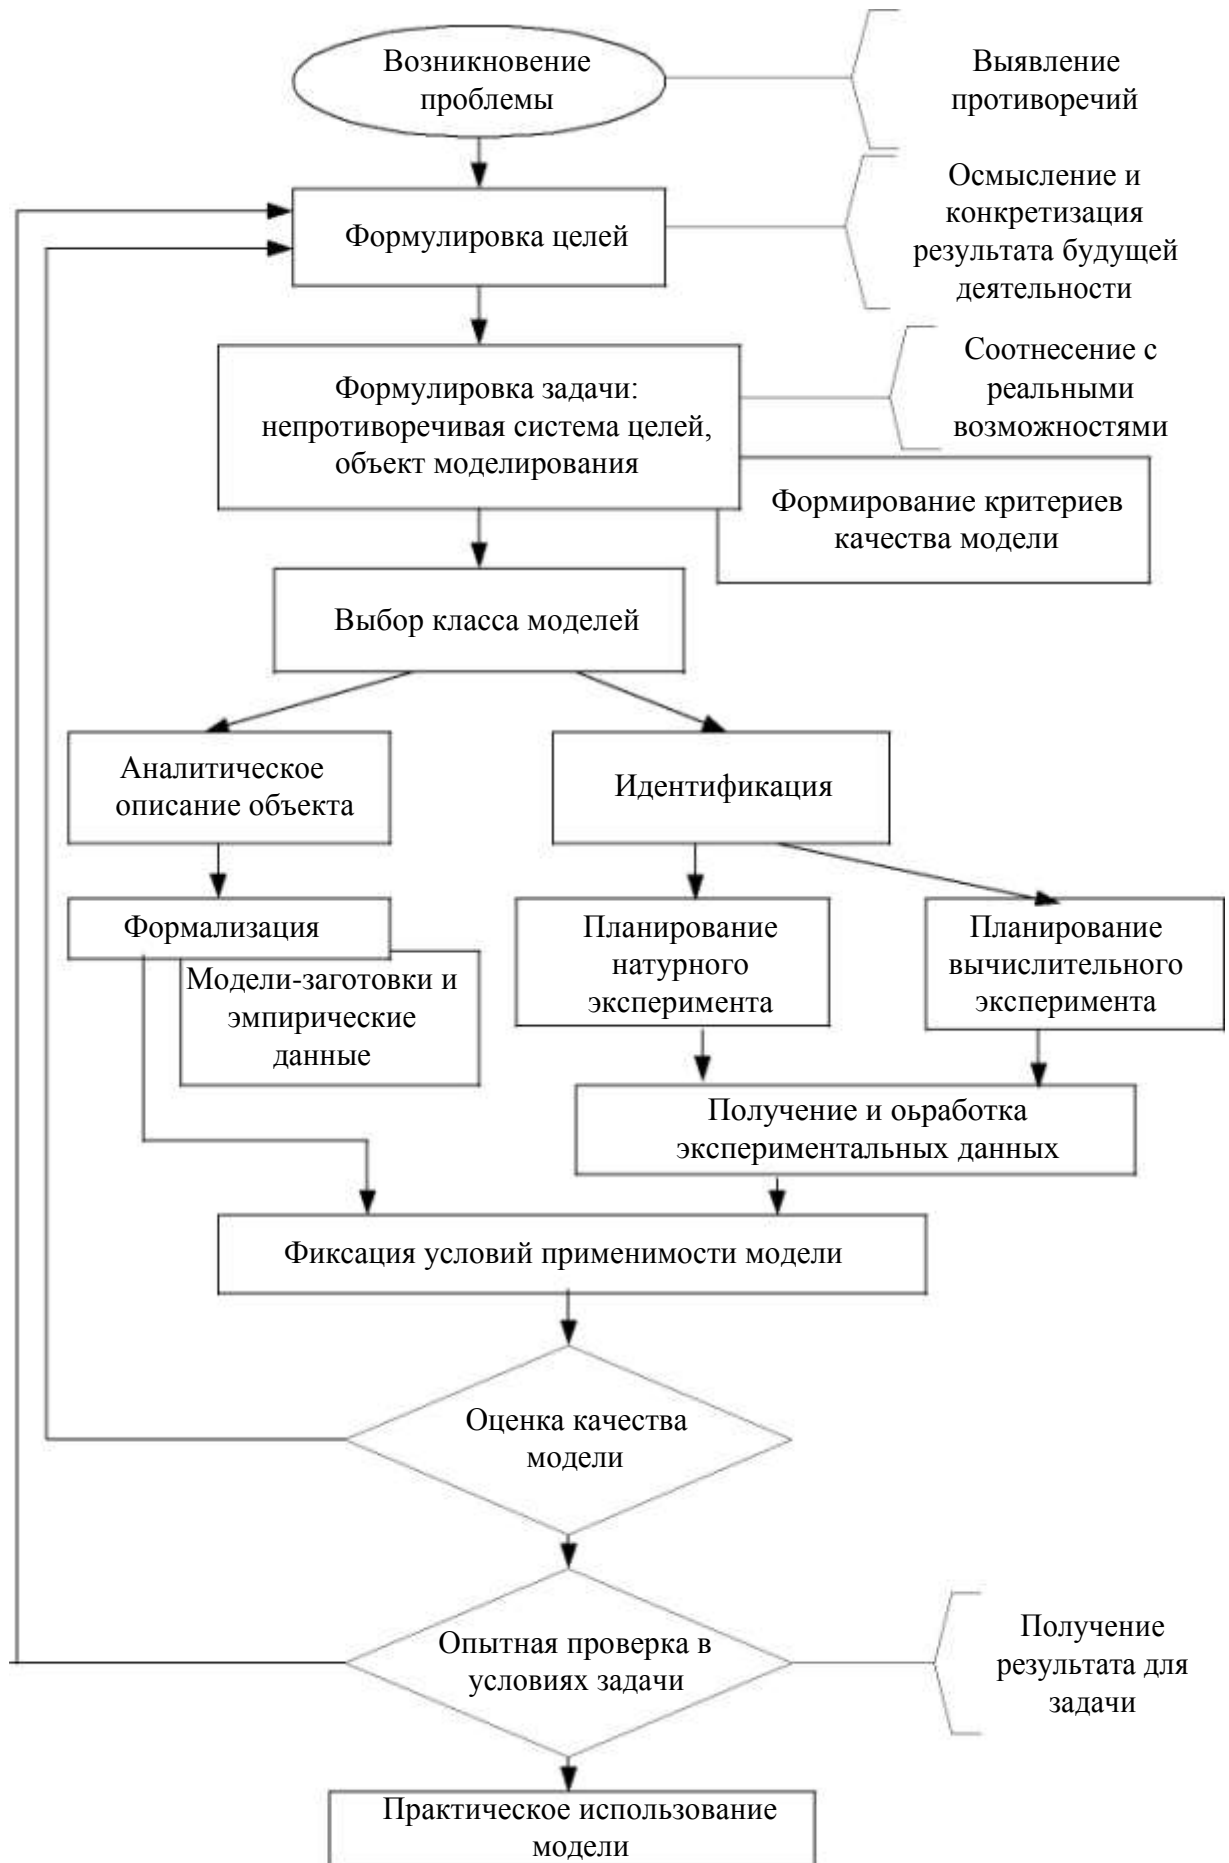 Возникновение
проблемы
Выявление
противоречий
Формулировка целей
Осмысление и
конкретизация
результата будущей
деятельности
Формулировка задачи:
непротиворечивая система целей,
объект моделирования
Соотнесение с
реальными
возможностями
Формирование критериев
качества модели
Выбор класса моделей
Аналитическое
описание объекта
Идентификация
Формализация
Модели-заготовки и
эмпирические
данные
Планирование
натурного
эксперимента
Планирование
вычислительного
эксперимента
Получение и оьработка
экспериментальных данных
Фиксация условий применимости модели
Оценка качества
модели
Опытная проверка в
условиях задачи
Получение
результата для
задачи
Практическое использование
модели